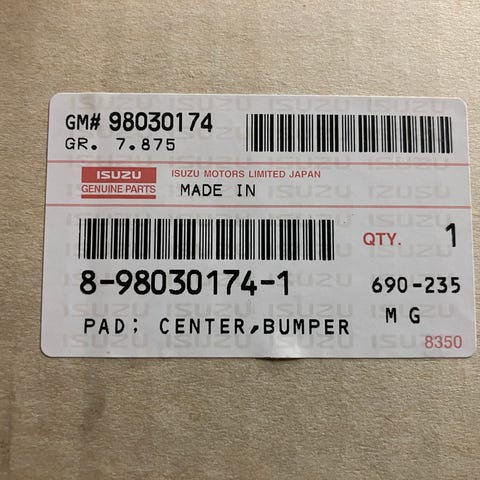 GM# 98030174
GR. 7.875
ISUZU
GENUINE PARTS
ISUZU MOTORS LIMITED JAPAN
MADE IN
QTY. 1
8-98030174-1
690-235
PAD; CENTER,BUMPER
M G
8350